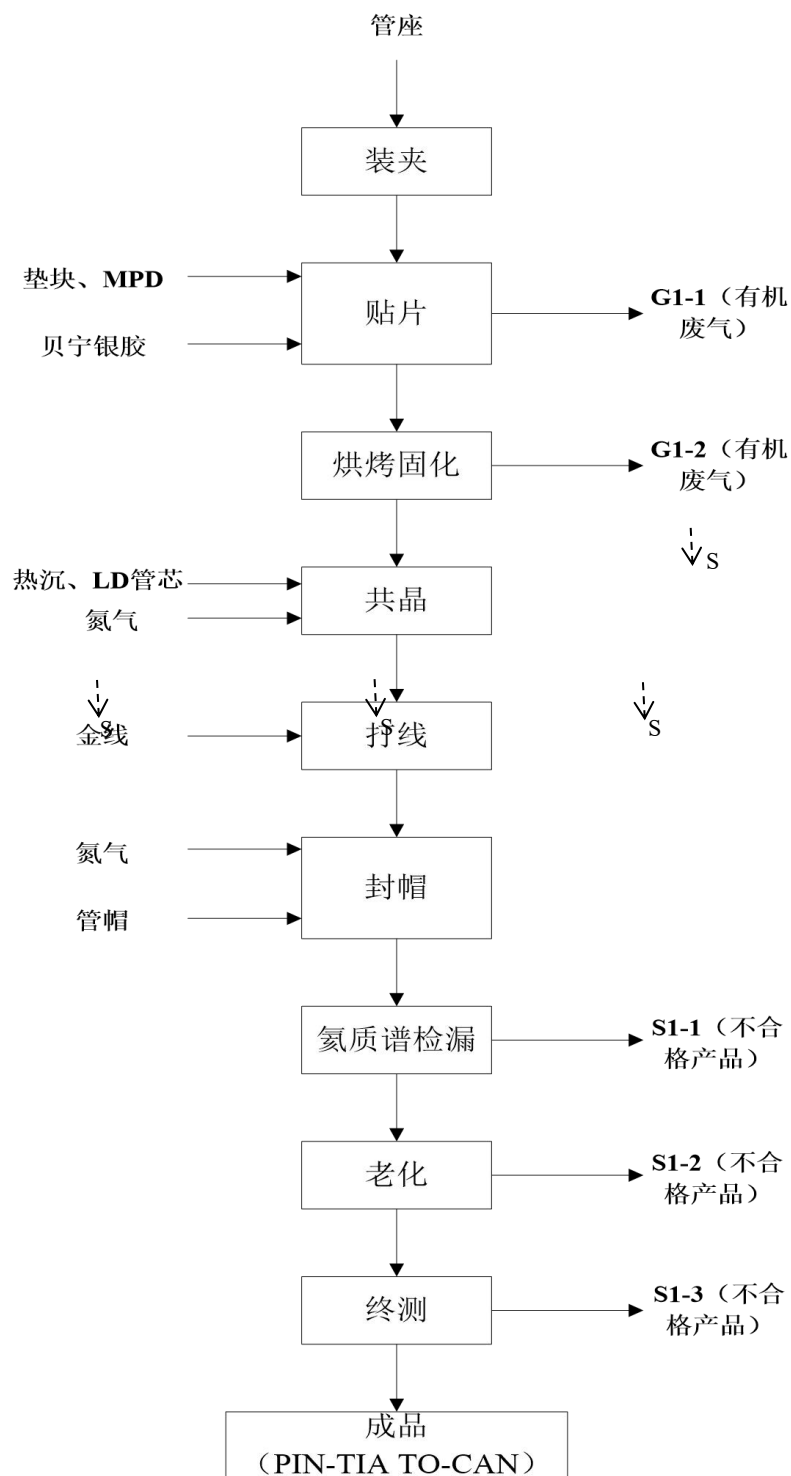 管座
装夹
垫块、MPD
贝宁银胶
贴片
G1-1（有机
废气）
烘烤固化
G1-2（有机
废气）
S
热沉、LD管芯
氮气
共晶
S
S
S
金线
打线
氮气
管帽
封帽
氦质谱检漏
S1-1（不合
格产品）
老化
S1-2（不合
格产品）
终测
S1-3（不合
格产品）
成品
（PIN-TIA TO-CAN）